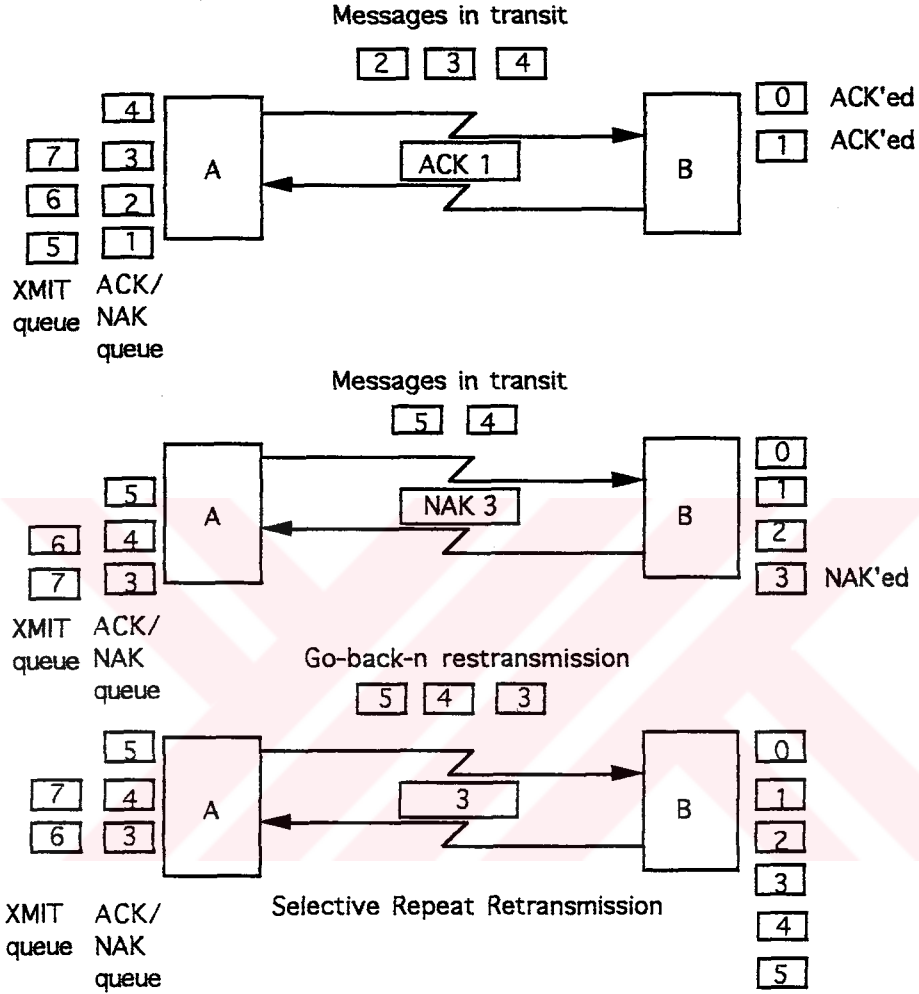 Messages in transit
2 3 4
4
7 3
6 2
5 1
A
ACK 1
B
0 ACK'ed
1 ACK'ed
XMIT queue
ACK/ NAK queue
Messages in transit
5 4
5
6 4
7 3
A
NAK 3
B
0
1
2
3 NAK'ed
XMIT queue
ACK/ NAK queue
Go-back-n restransmission
5 4 3
5
7 4
6 3
A
3
B
0
1
2
3
4
5
XMIT queue
ACK/ NAK queue
Selective Repeat Retransmission